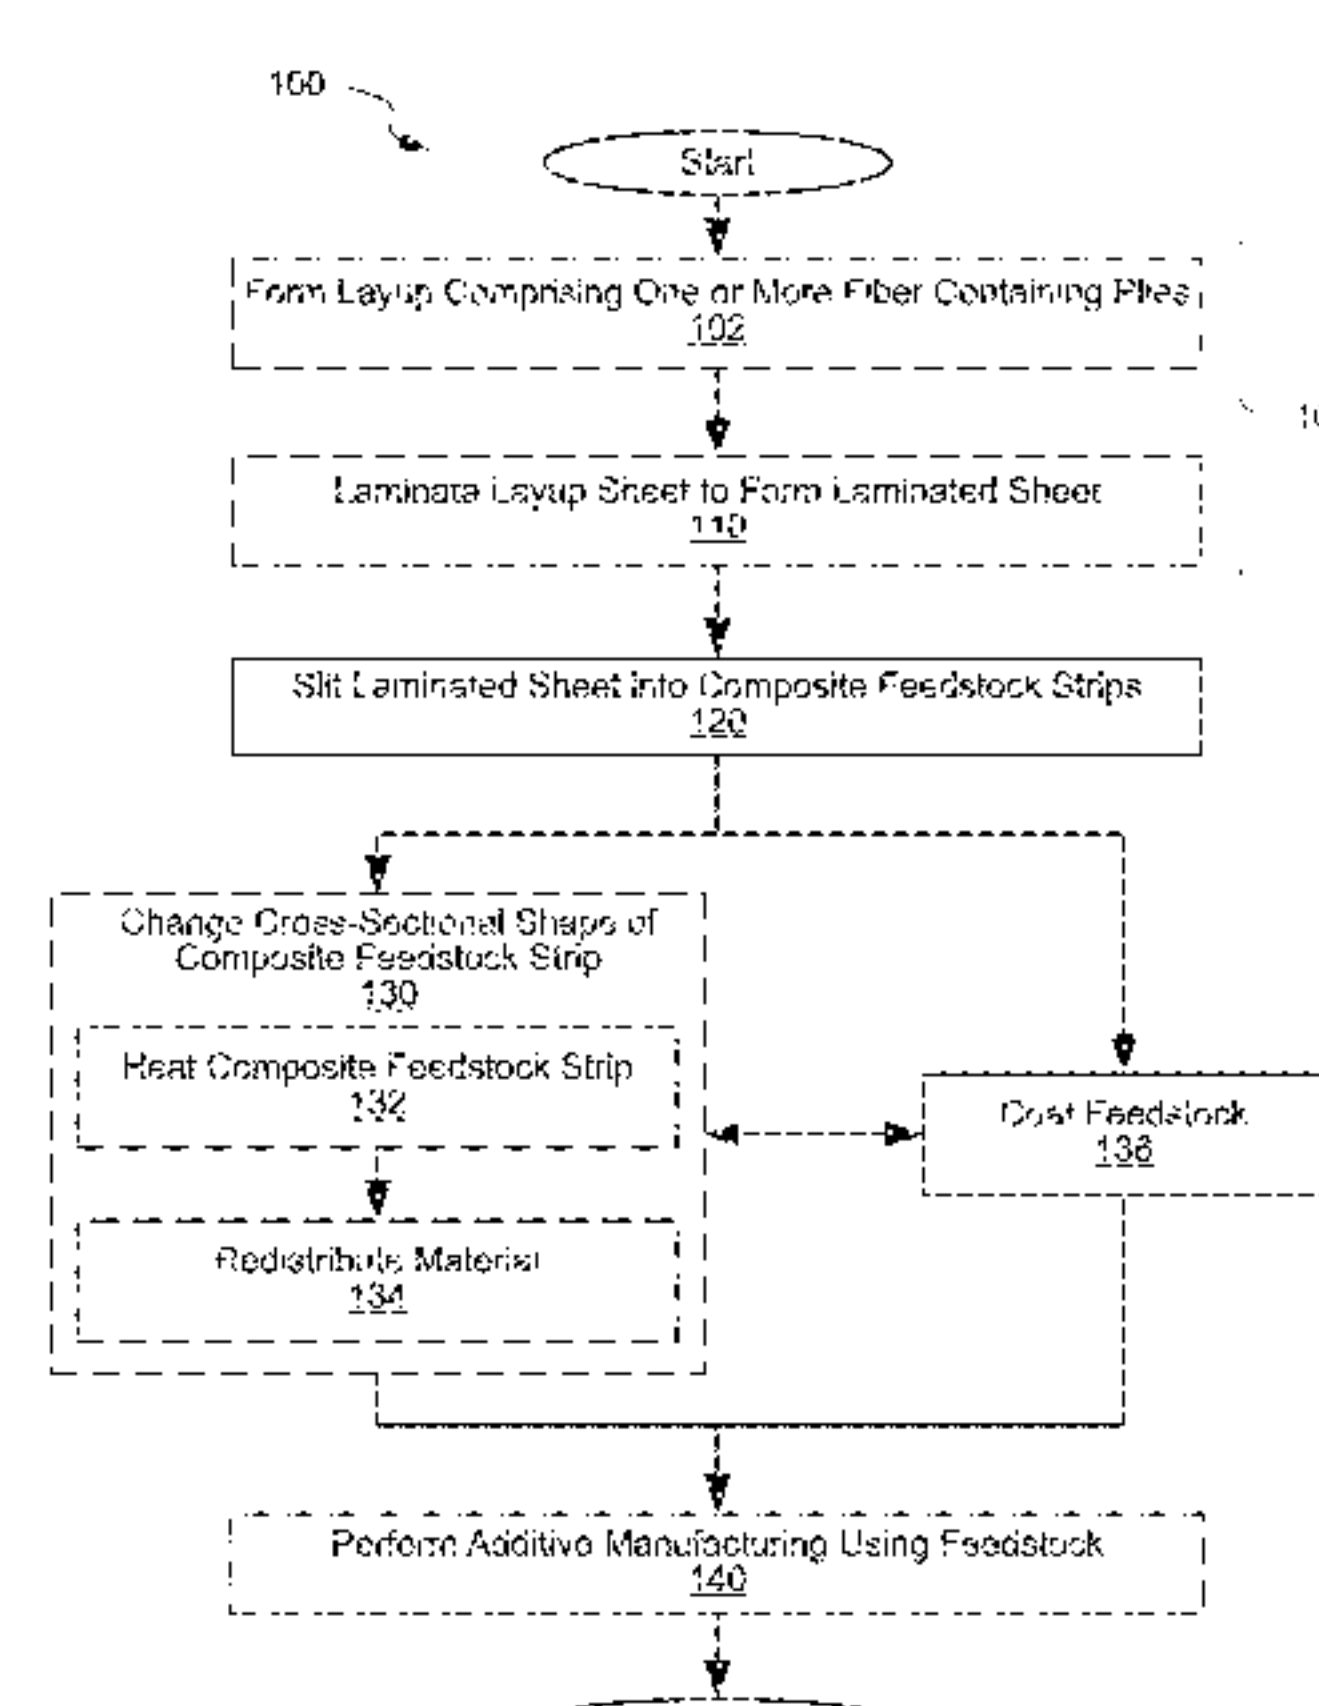 100
Start
Form Layup Comprising One or More Fiber Containing Plies
102
Laminate Layup Sheet to Form Laminated Sheet
110
Slit Laminated Sheet into Composite Feedstock Strips
120
Change Cross-Sectional Shape of
Composite Feedstock Strip
130
Heat Composite Feedstock Strip
132
Coat Feedstock
136
Redistribute Material
134
Perform Additive Manufacturing Using Feedstock
140